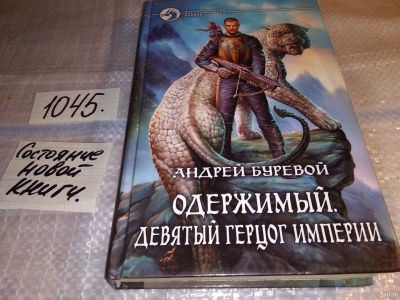 1045.
Состояние
новой
книги.
АНДРЕЙ БУРЕВОЙ
ОДЕРЖИМЫЙ.
ДЕВЯТЫЙ ГЕРЦОГ ИМПЕРИИ